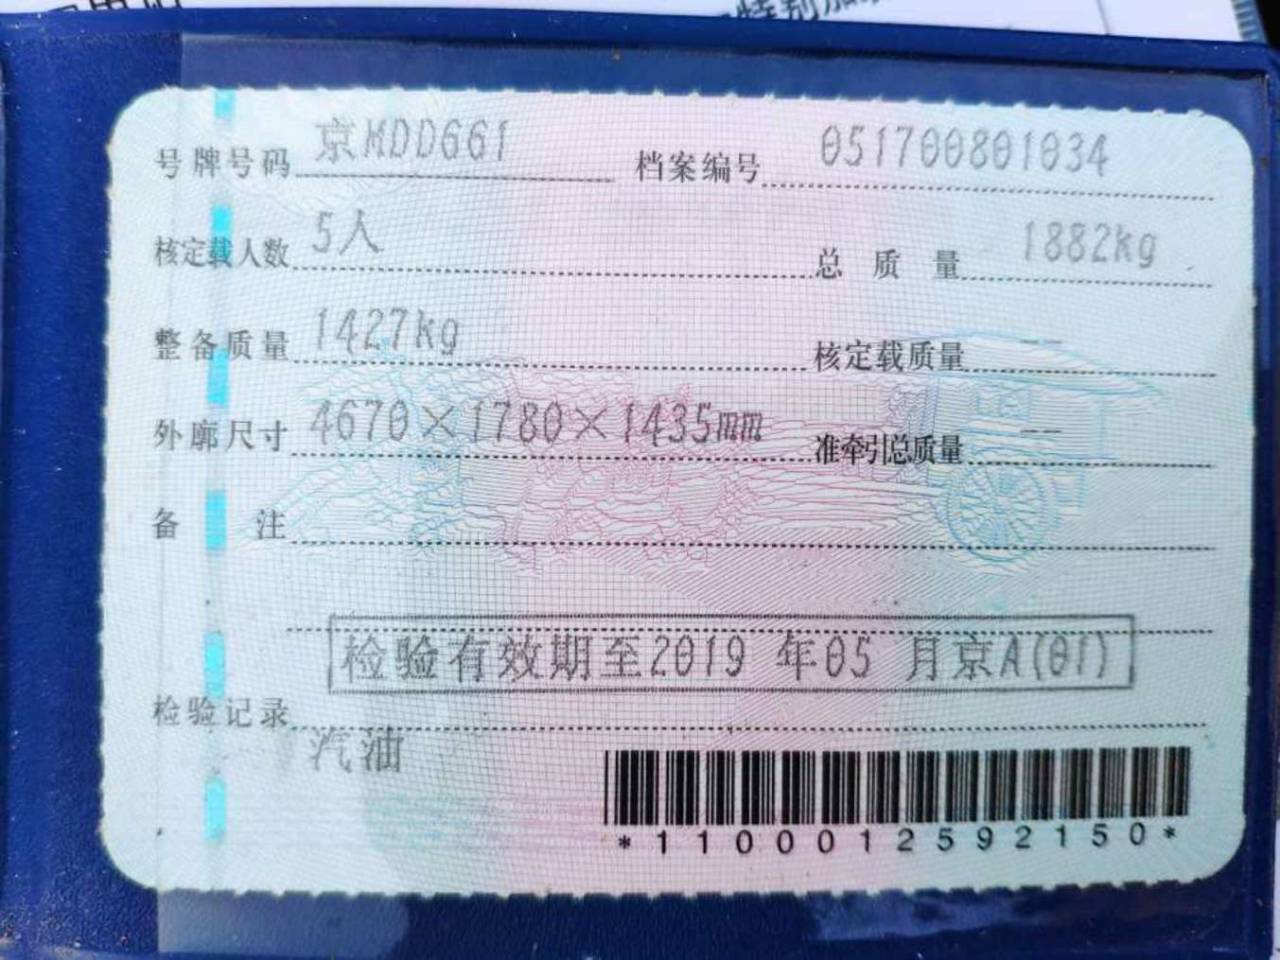 号牌号码 京MDD661 档案编号 051700801034
核定载人数 5人 总质量 1882kg
整备质量 1427kg 核定载质量 --
外廓尺寸 4670×1780×1435mm 准牵引总质量 --
备注
检验有效期至2019 年05 月京A(01)
检验记录
汽油
*1100012592150*